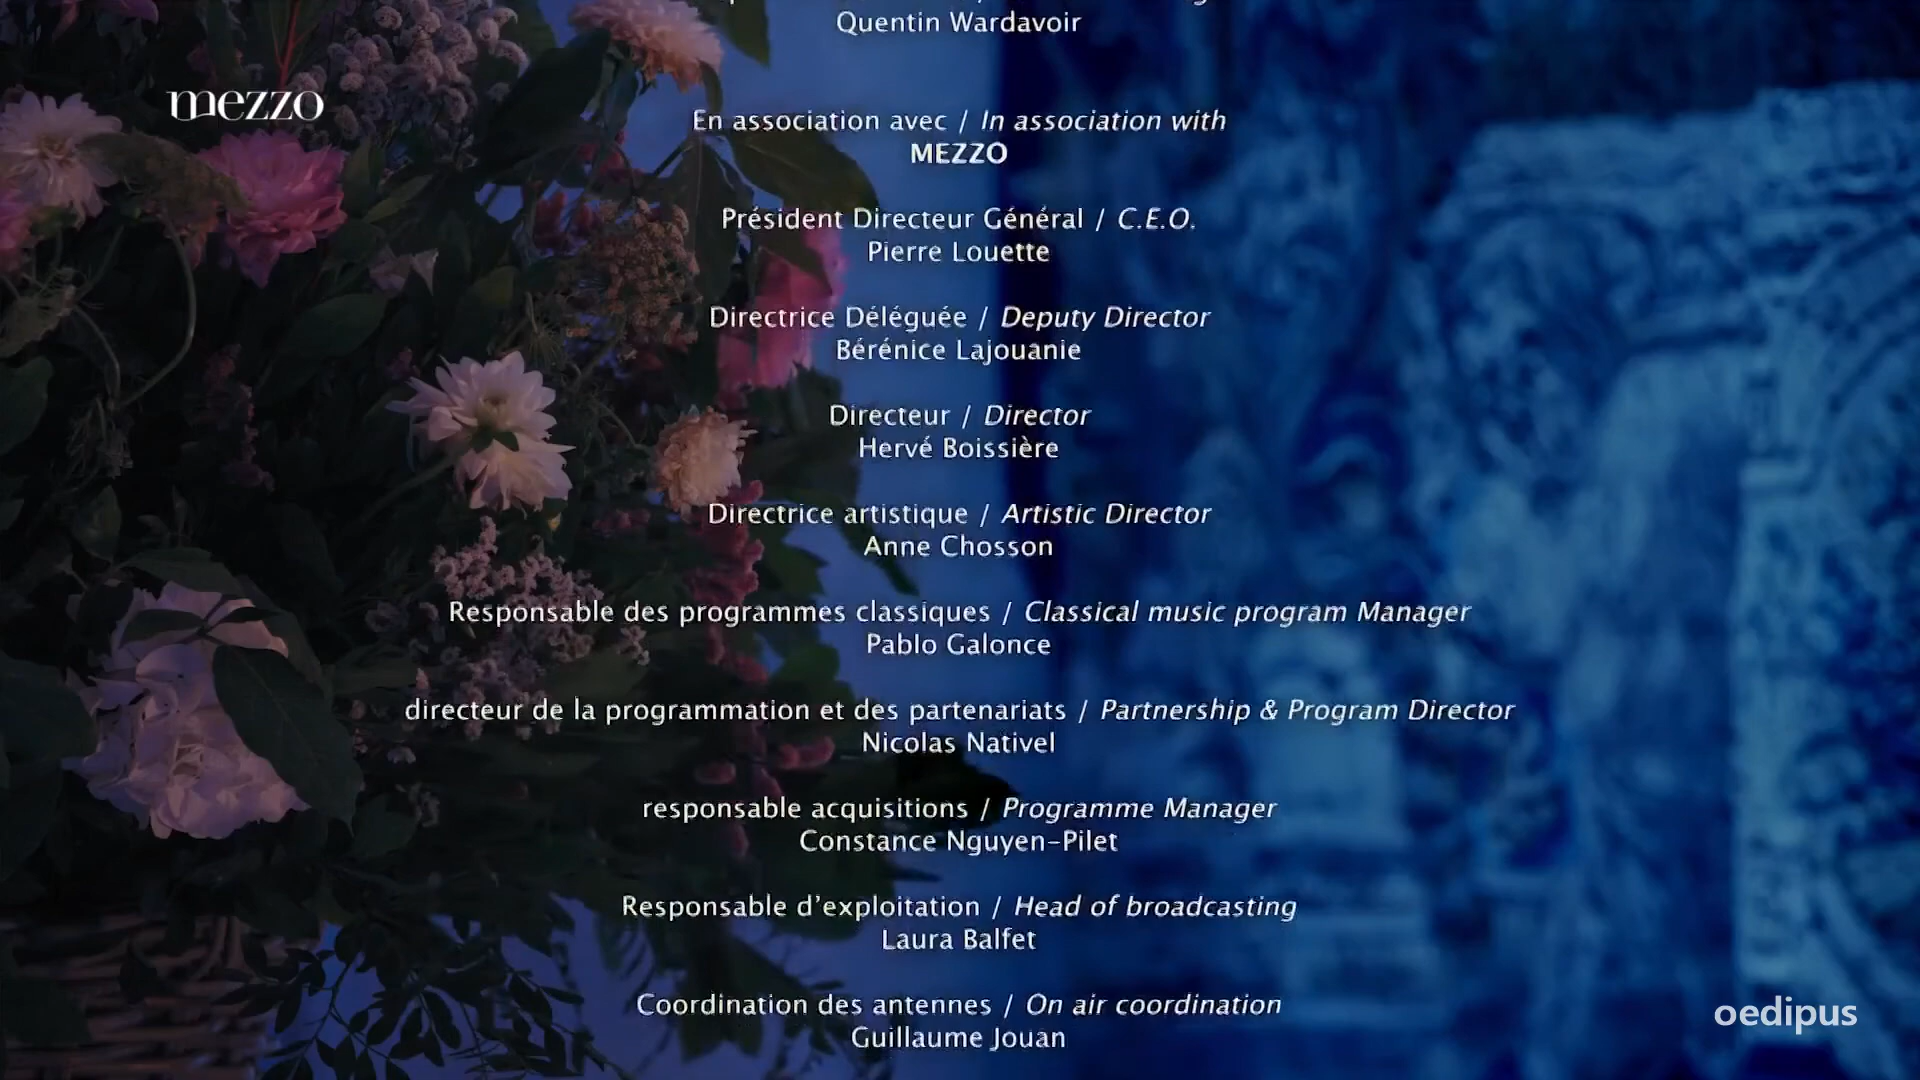 Quentin Wardavoir
mezzo
En association avec / In association with
MEZZO
Président Directeur Général / C.E.O.
Pierre Louette
Directrice Déléguée / Deputy Director
Bérénice Lajouanie
Directeur / Director
Hervé Boissière
Directrice artistique / Artistic Director
Anne Chosson
Responsable des programmes classiques / Classical music program Manager
Pablo Galonce
directeur de la programmation et des partenariats / Partnership & Program Director
Nicolas Nativel
responsable acquisitions / Programme Manager
Constance Nguyen-Pilet
Responsable d’exploitation / Head of broadcasting
Laura Balfet
Coordination des antennes / On air coordination
Guillaume Jouan
oedipus